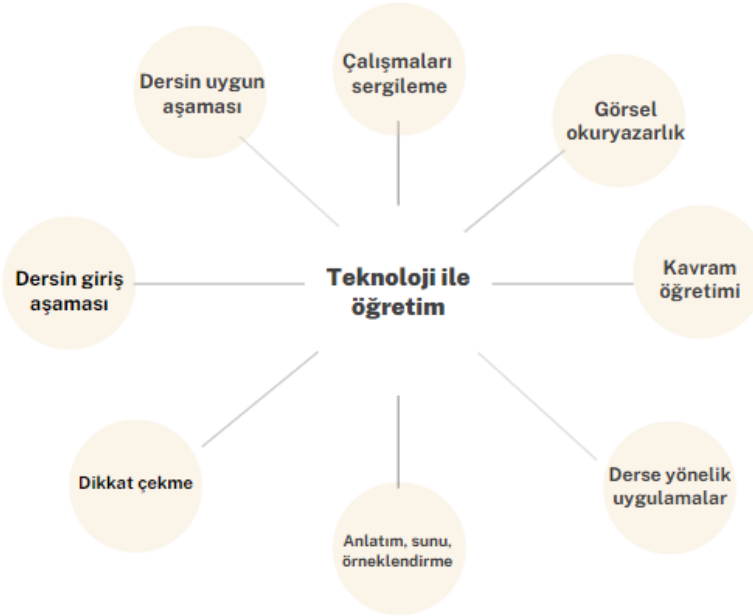 Çalışmaları
sergileme
Dersin uygun
aşaması
Görsel
okuryazarlık
Dersin giriş
aşaması
Teknoloji ile
öğretim
Kavram
öğretimi
Dikkat çekme
Derse yönelik
uygulamalar
Anlatım, sunu,
örneklendirme